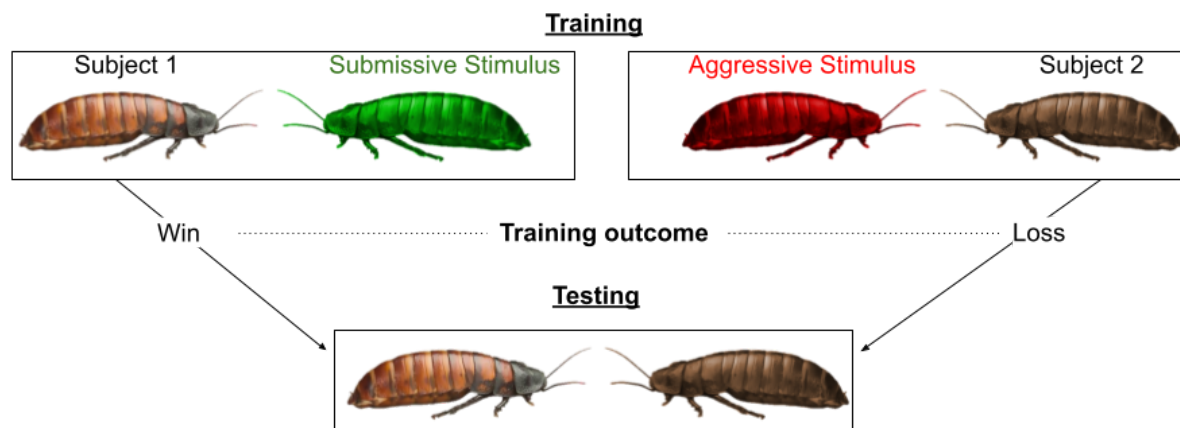 Training
Subject 1
Submissive Stimulus
Aggressive Stimulus
Subject 2
Win
Training outcome
Loss
Testing